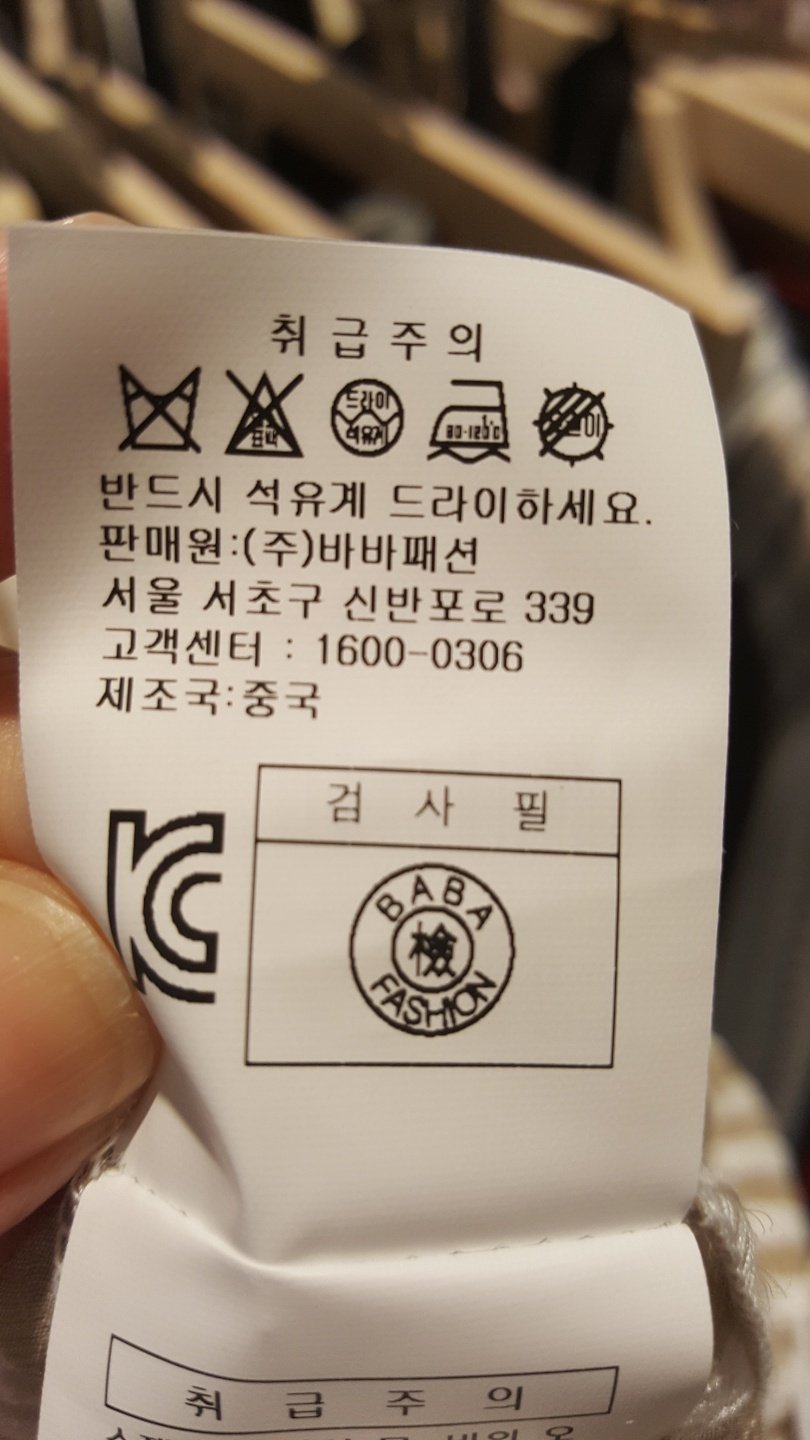 취급주의
표백
드라이
석유계
80-120℃
반드시 석유계 드라이하세요.
판매원:(주)바바패션
서울 서초구 신반포로 339
고객센터 : 1600-0306
제조국:중국
검 사 필
BABA
檢
FASHION
취 급 주 의